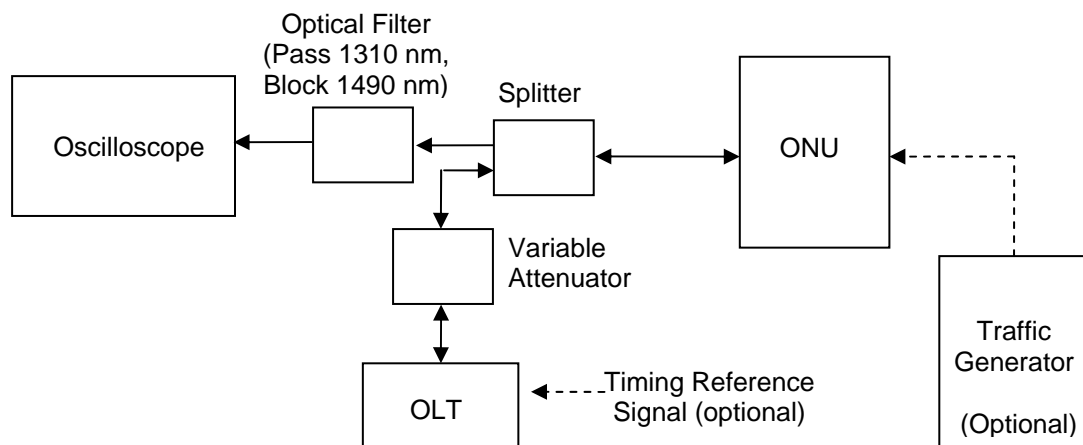 Optical Filter
(Pass 1310 nm,
Block 1490 nm)
Splitter
Oscilloscope
ONU
Variable
Attenuator
Traffic
Generator
(Optional)
OLT
Timing Reference
Signal (optional)